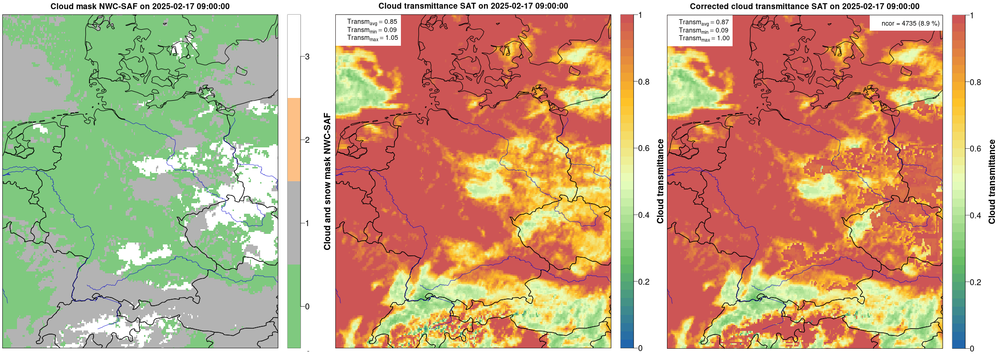 Cloud mask NWC-SAF on 2025-02-17 09:00:00
3
2
1
0
Cloud and snow mask NWC-SAF
Cloud transmittance SAT on 2025-02-17 09:00:00
Transmavg = 0.85
Transmmin = 0.09
Transmmax = 1.05
1
0.8
0.6
0.4
0.2
0
Cloud transmittance
Corrected cloud transmittance SAT on 2025-02-17 09:00:00
Transmavg = 0.87
Transmmin = 0.09
Transmmax = 1.00
ncor = 4735 (8.9 %)
1
0.8
0.6
0.4
0.2
0
Cloud transmittance